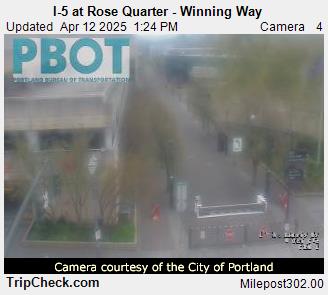 I-5 at Rose Quarter - Winning Way
Updated Apr 12 2025 1:24 PM Camera 4
PBOT
PORTLAND BUREAU OF TRANSPORTATION
Camera courtesy of the City of Portland
TripCheck.com Milepost302.00